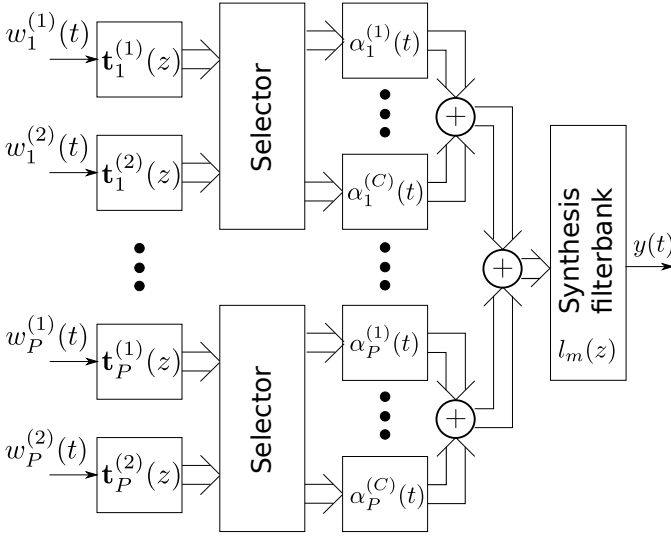 w_1^{(1)}(t)
t_1^{(1)}(z)
w_1^{(2)}(t)
t_1^{(2)}(z)
Selector
α_1^{(1)}(t)
α_1^{(C)}(t)
+
w_P^{(1)}(t)
t_P^{(1)}(z)
w_P^{(2)}(t)
t_P^{(2)}(z)
Selector
α_P^{(1)}(t)
α_P^{(C)}(t)
+
+
Synthesis
filterbank
l_m(z)
y(t)